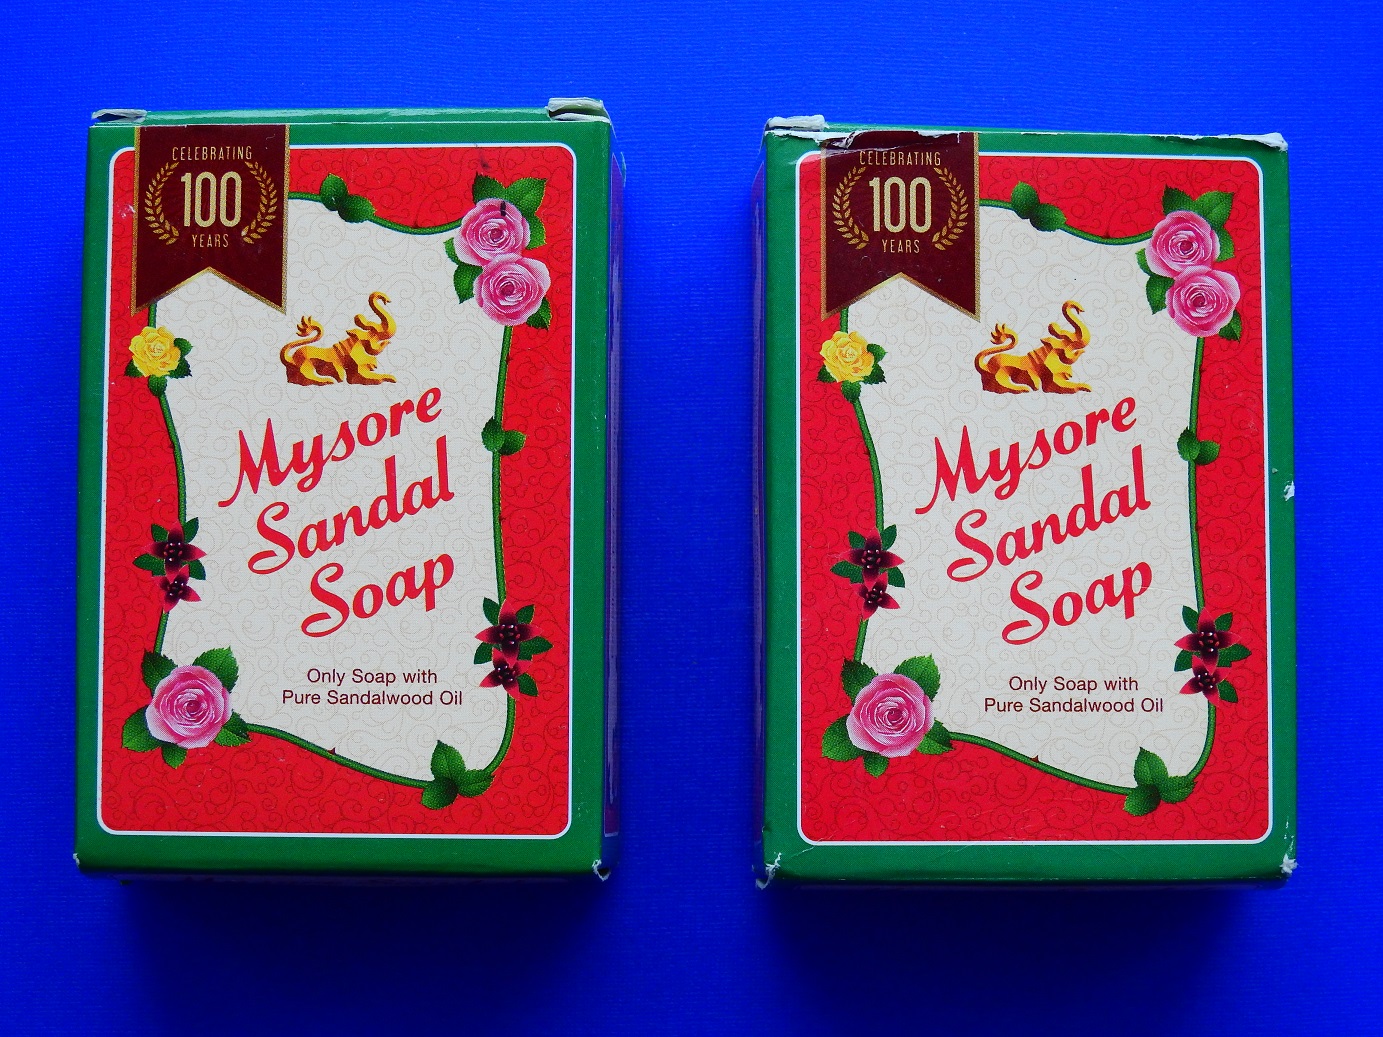 CELEBRATING
100
YEARS
Mysore
Sandal
Soap
Only Soap with
Pure Sandalwood Oil
CELEBRATING
100
YEARS
Mysore
Sandal
Soap
Only Soap with
Pure Sandalwood Oil